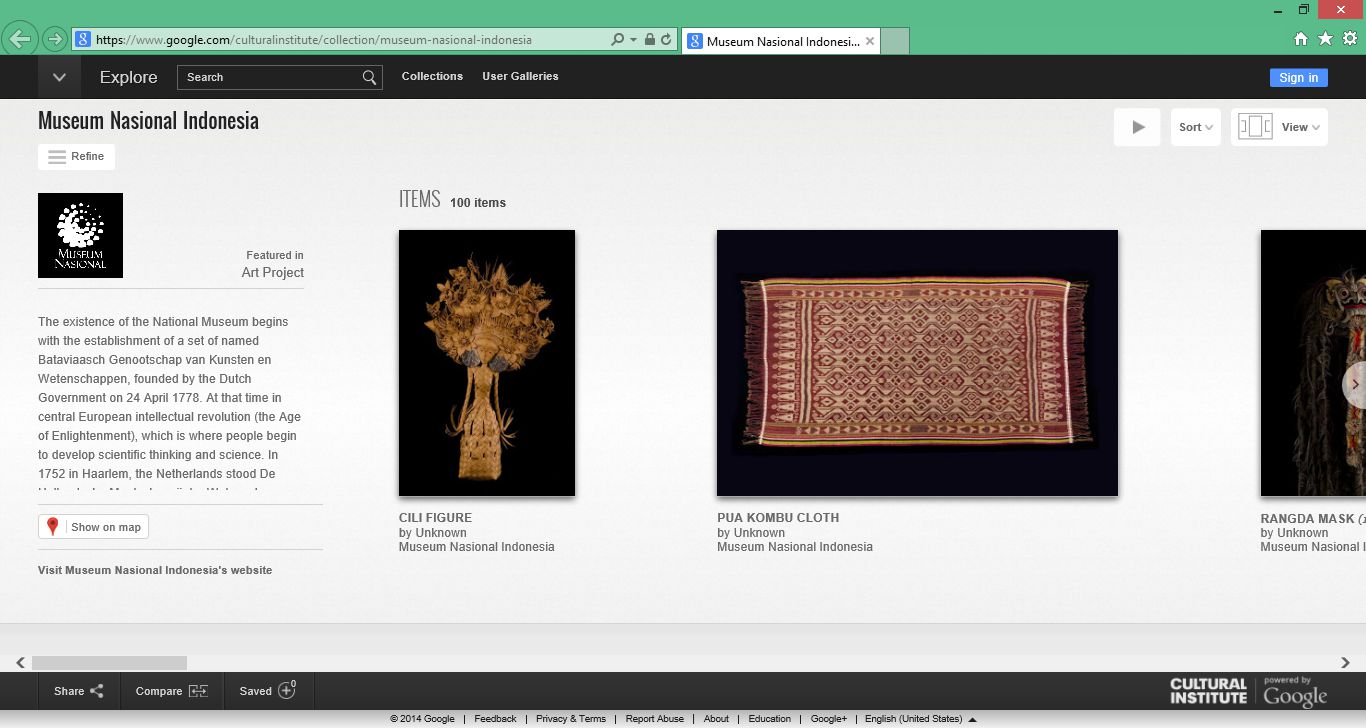 https://www.google.com/culturalinstitute/collection/museum-nasional-indonesia
Museum Nasional Indonesi...
Explore
Search
Collections
User Galleries
Sign in
Museum Nasional Indonesia
Sort
View
Refine
MUSEUM
NASIONAL
Featured in
Art Project
ITEMS 100 items
The existence of the National Museum begins
with the establishment of a set of named
Bataviaasch Genootschap van Kunsten en
Wetenschappen, founded by the Dutch
Government on 24 April 1778. At that time in
central European intellectual revolution (the Age
of Enlightenment), which is where people begin
to develop scientific thinking and science. In
1752 in Haarlem, the Netherlands stood De
Show on map
Visit Museum Nasional Indonesia's website
CILI FIGURE
by Unknown
Museum Nasional Indonesia
PUA KOMBU CLOTH
by Unknown
Museum Nasional Indonesia
RANGDA MASK
by Unknown
Museum Nasional
Share
Compare
Saved 0
CULTURAL
INSTITUTE
powered by
Google
© 2014 Google | Feedback | Privacy & Terms | Report Abuse | About | Education | Google+ | English (United States)